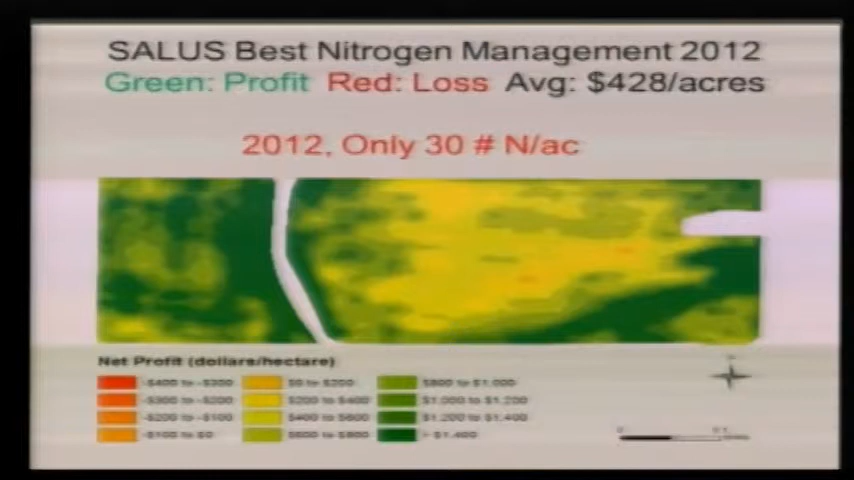 SALUS Best Nitrogen Management 2012
Green: Profit Red: Loss Avg: $428/acres
2012, Only 30 # N/ac
Net Profit (dollars/hectare)
-$400 to -$300 $0 to $200 $800 to $1,000
-$300 to -$200 $200 to $400 $1,000 to $1,200
-$200 to -$100 $400 to $600 $1,200 to $1,400
-$100 to $0 $600 to $800 > $1,400